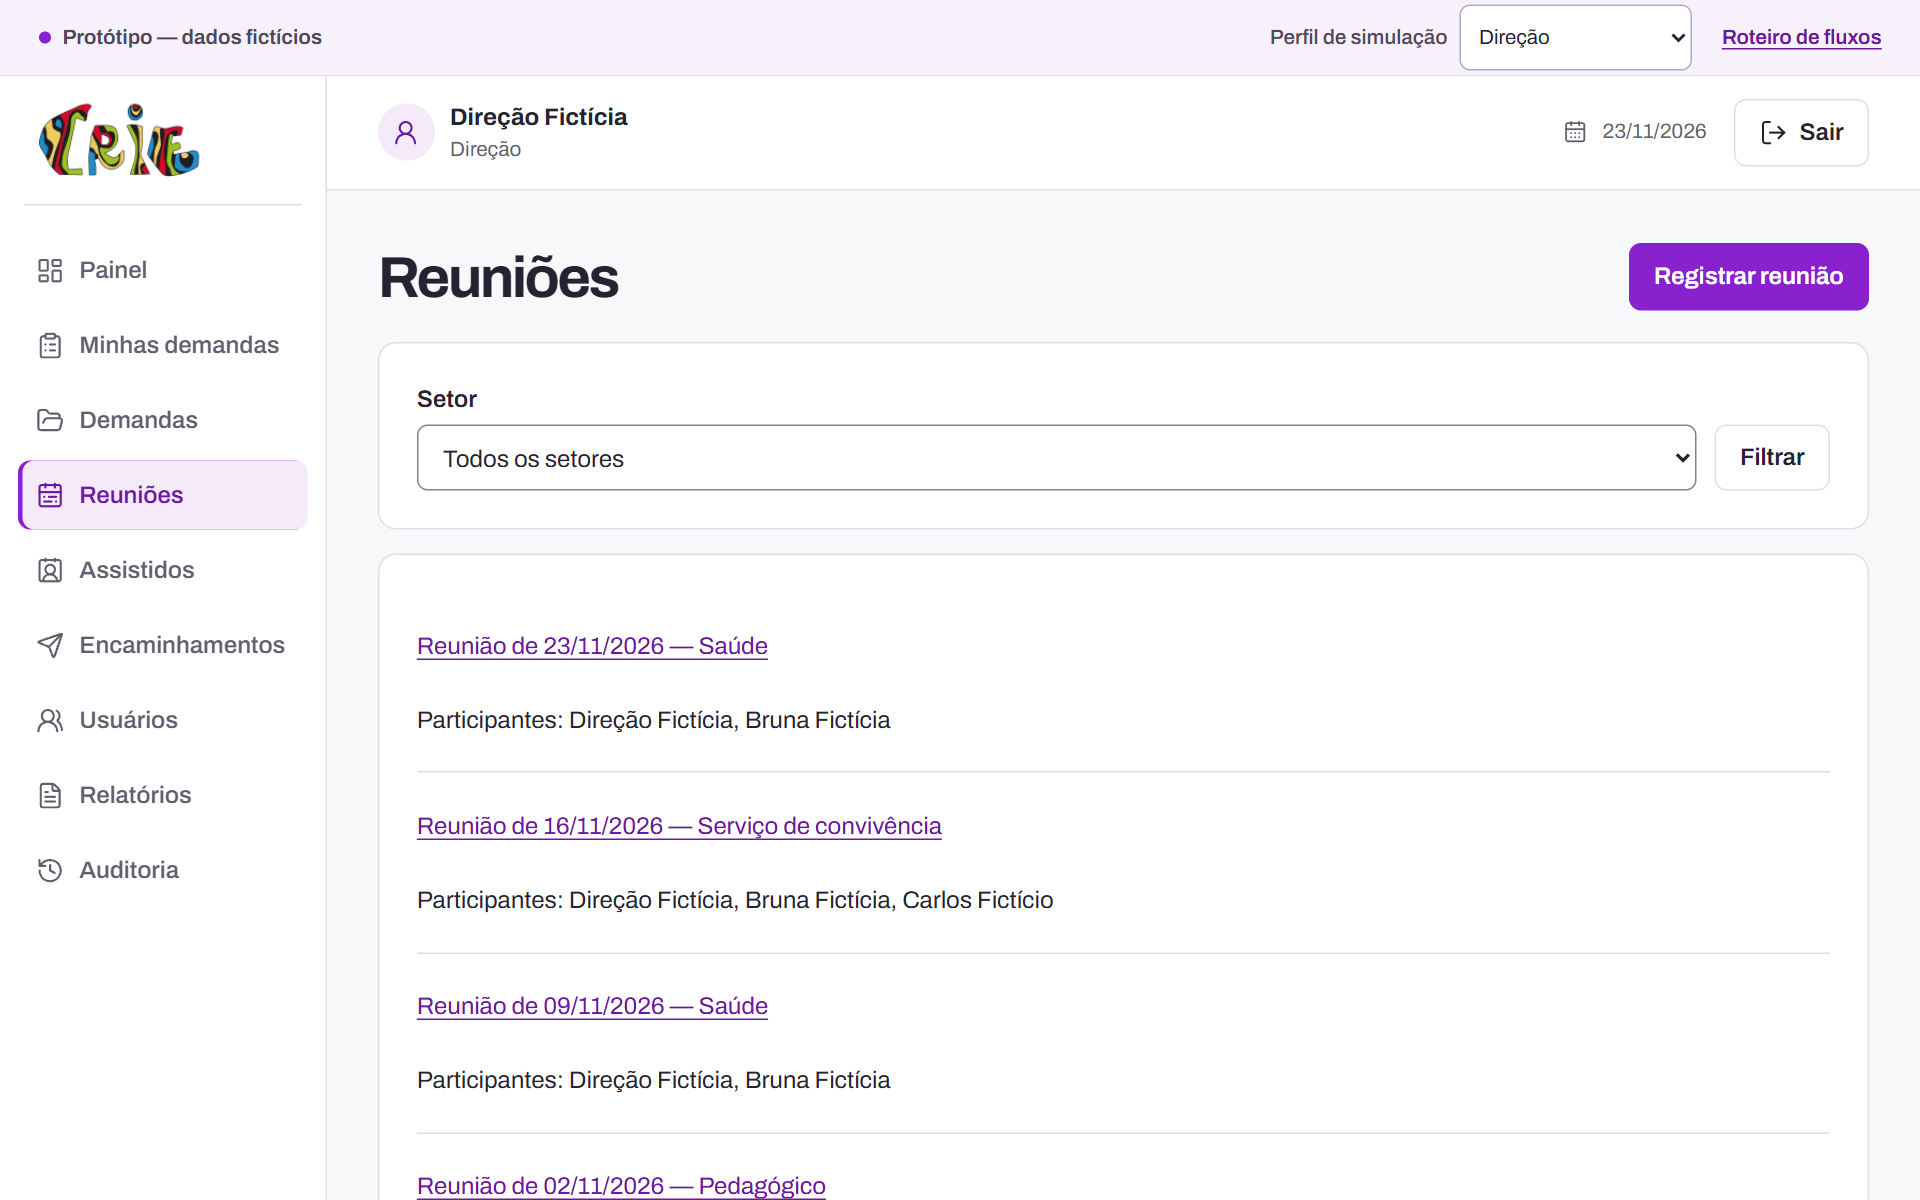 Protótipo — dados fictícios
Perfil de simulação
Direção
Roteiro de fluxos
Crie
Direção Fictícia
Direção
23/11/2026
Sair
Painel
Minhas demandas
Demandas
Reuniões
Assistidos
Encaminhamentos
Usuários
Relatórios
Auditoria
Reuniões
Registrar reunião
Setor
Todos os setores
Filtrar
Reunião de 23/11/2026 — Saúde
Participantes: Direção Fictícia, Bruna Fictícia
Reunião de 16/11/2026 — Serviço de convivência
Participantes: Direção Fictícia, Bruna Fictícia, Carlos Fictício
Reunião de 09/11/2026 — Saúde
Participantes: Direção Fictícia, Bruna Fictícia
Reunião de 02/11/2026 — Pedagógico